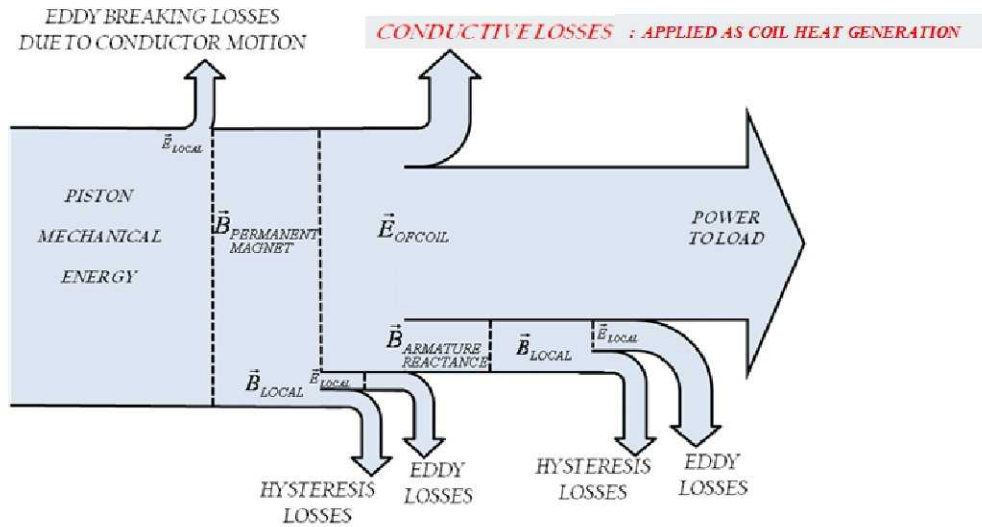 EDDY BREAKING LOSSES
DUE TO CONDUCTOR MOTION
CONDUCTIVE LOSSES : APPLIED AS COIL HEAT GENERATION
E⃗ LOCAL
PISTON
MECHANICAL
ENERGY
B⃗ PERMANENT
MAGNET
E⃗ OFCOIL
POWER
TO LOAD
B⃗ ARMATURE
REACTANCE
B⃗ LOCAL
E⃗ LOCAL
B⃗ LOCAL
E⃗ LOCAL
HYSTERESIS
LOSSES
EDDY
LOSSES
HYSTERESIS
LOSSES
EDDY
LOSSES